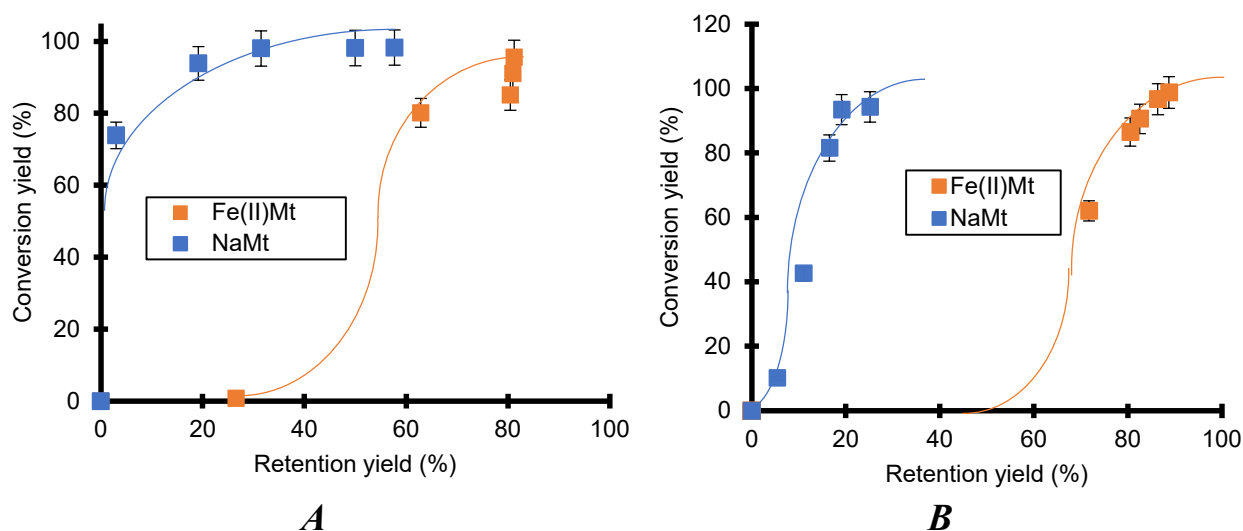 Conversion yield (%)
100
80
60
40
20
0
Fe(II)Mt
NaMt
0 20 40 60 80 100
Retention yield (%)
A
Conversion yield (%)
120
100
80
60
40
20
0
Fe(II)Mt
NaMt
0 20 40 60 80 100
Retention yield (%)
B